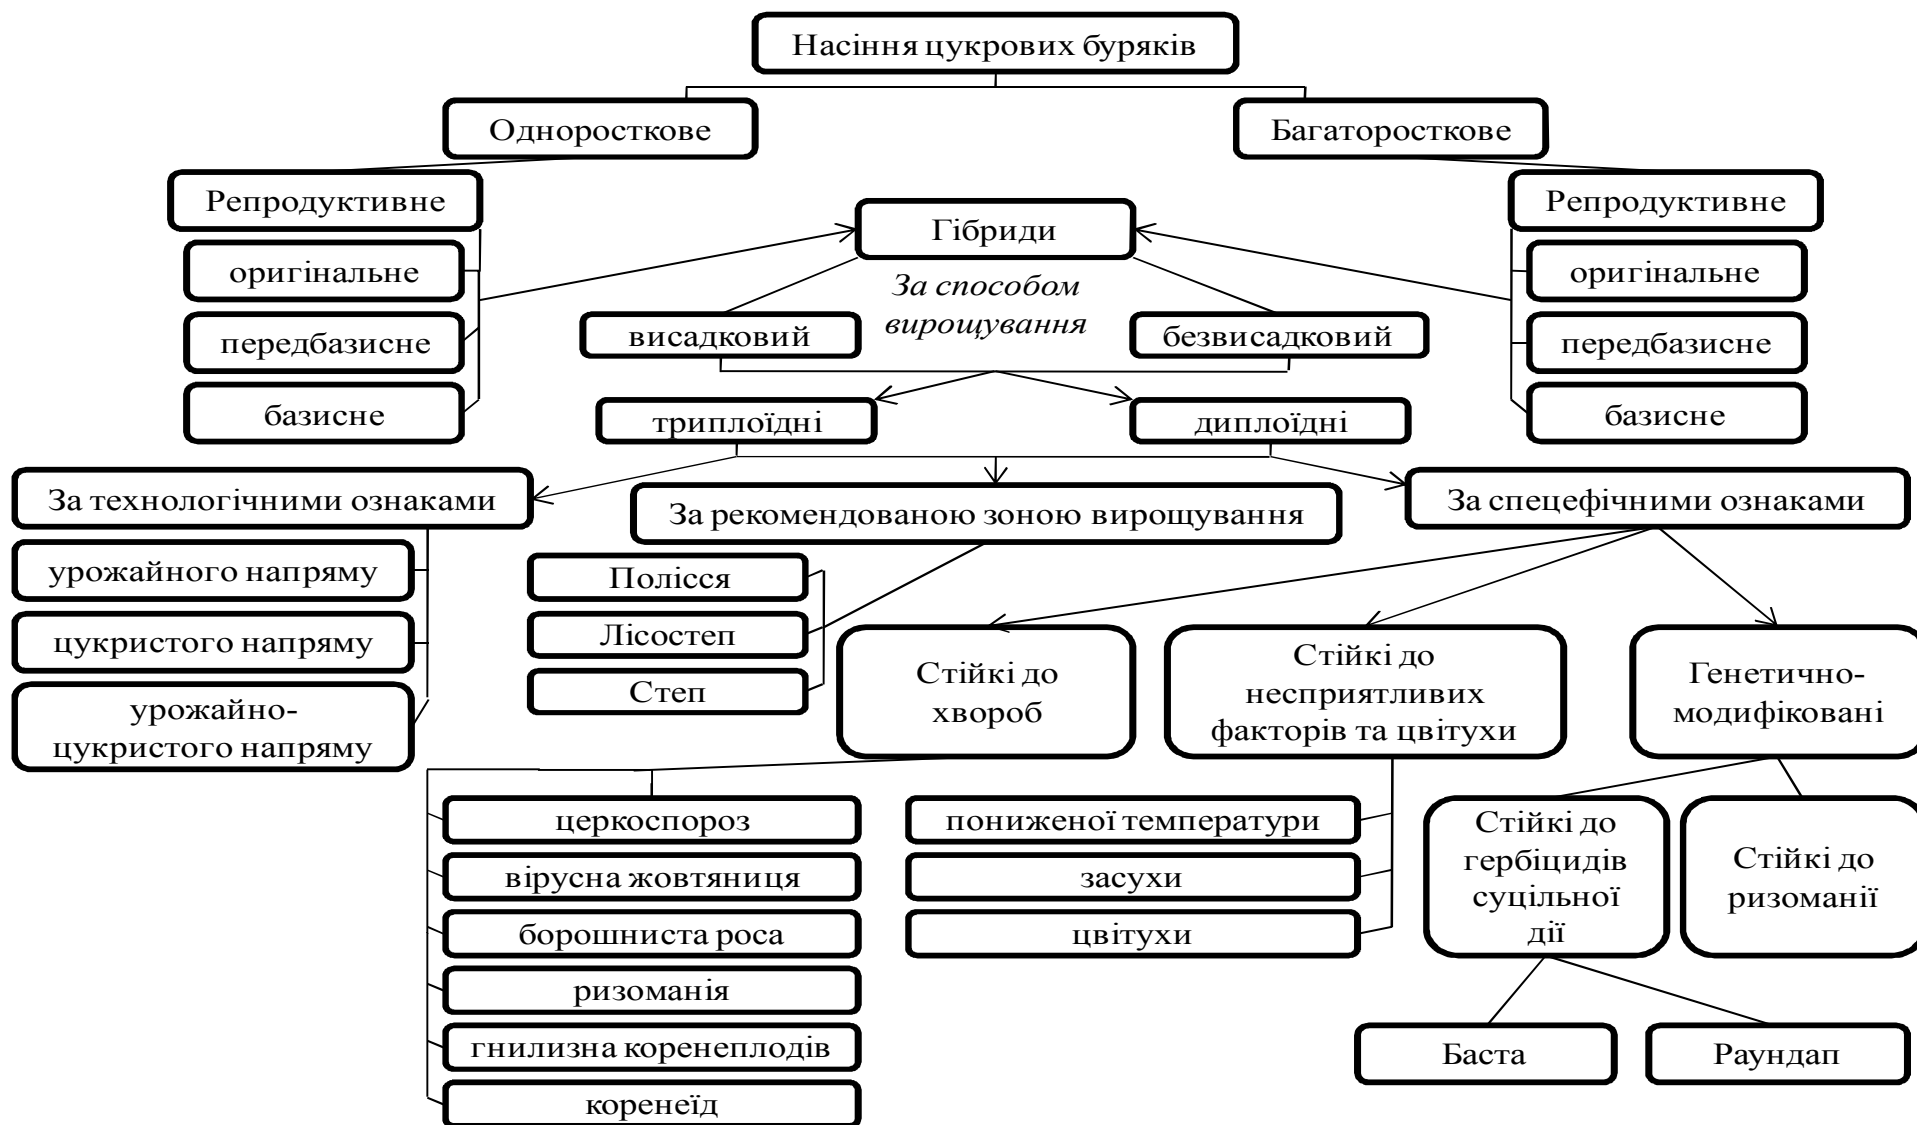 Насіння цукрових буряків
Одноросткове
Багаторосткове
Репродуктивне
оригінальне
передбазисне
базисне
Гібриди
За способом
вирощування
висадковий
безвисадковий
триплоїдні
диплоїдні
Репродуктивне
оригінальне
передбазисне
базисне
За технологічними ознаками
урожайного напряму
цукристого напряму
урожайно-
цукристого напряму
За рекомендованою зоною вирощування
Полісся
Лісостеп
Степ
За спецефічними ознаками
Стійкі до
хвороб
Стійкі до
несприятливих
факторів та цвітухи
Генетично-
модифіковані
церкоспороз
вірусна жовтяниця
борошниста роса
ризоманія
гнилизна коренеплодів
коренеїд
пониженої температури
засухи
цвітухи
Стійкі до
гербіцидів
суцільної
дії
Стійкі до
ризоманії
Баста
Раундап